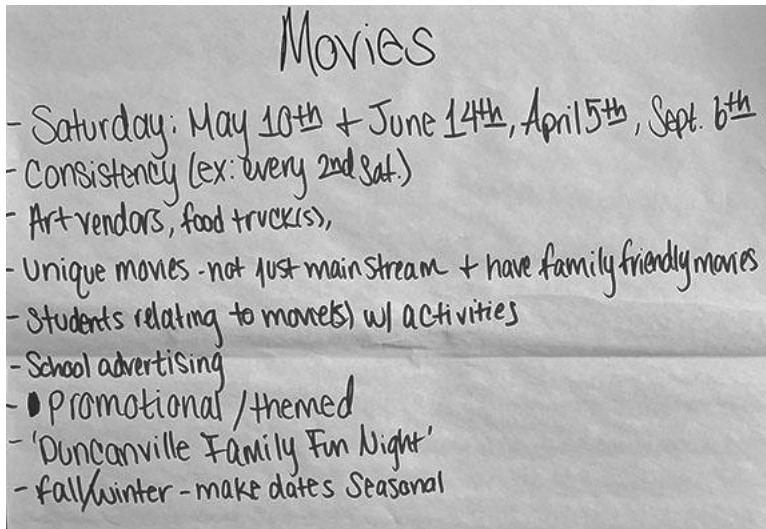 Movies
- Saturday: May 10th + June 14th, April 5th, Sept. 6th
- Consistency (ex: every 2nd Sat.)
- Art vendors, food truck(s),
- Unique movies - not just mainstream + have family friendly movies
- Students relating to movie(s) w/ activities
- School advertising
- promotional / themed
- 'Duncanville Family Fun Night'
- fall/winter - make dates seasonal